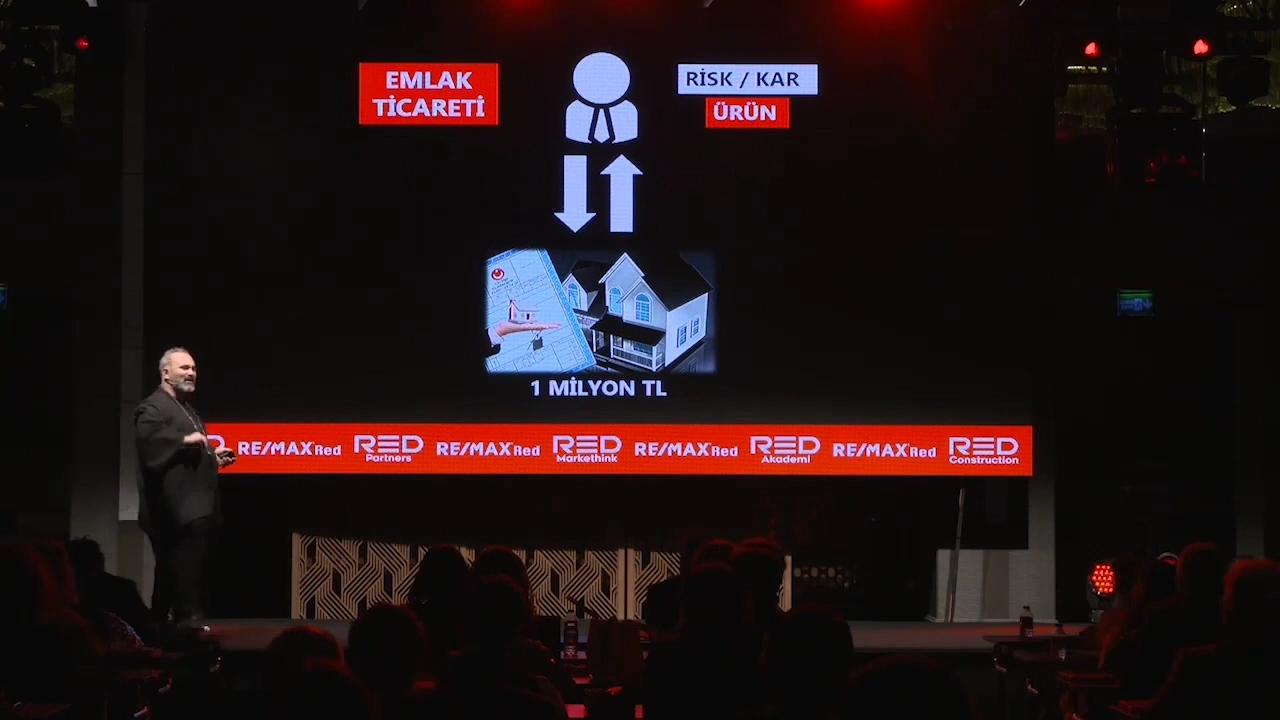 EMLAK
TİCARETİ
RİSK / KAR
ÜRÜN
1 MİLYON TL
RE/MAX Red
RED
Partners
RE/MAX Red
RED
Markethink
RE/MAX Red
RED
Akademi
RE/MAX Red
RED
Construction